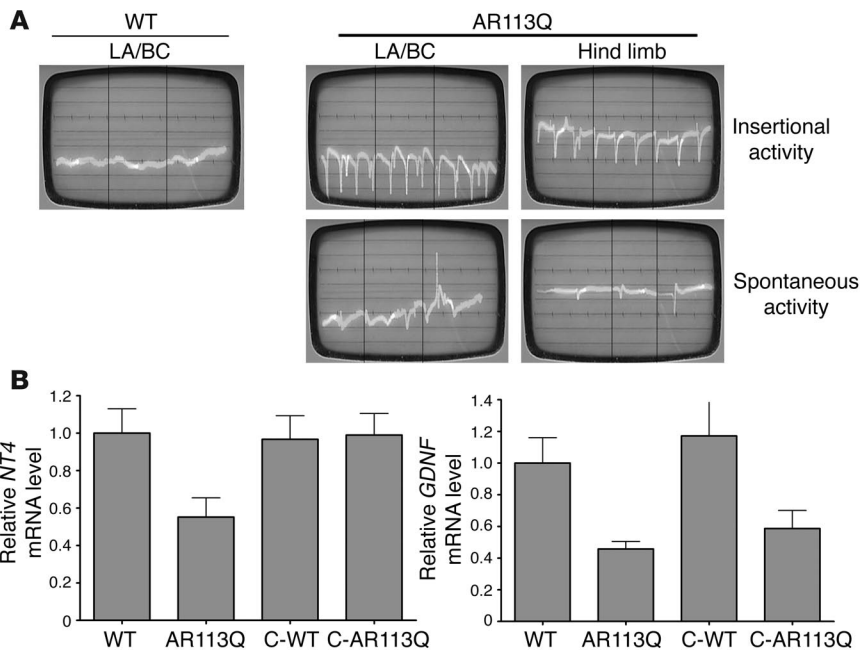 A
WT
AR113Q
LA/BC
LA/BC
Hind limb
Insertional
activity
Spontaneous
activity
B
Relative NT4
mRNA level
1.2
1.0
0.8
0.6
0.4
0.2
0
WT
AR113Q
C-WT
C-AR113Q
Relative GDNF
mRNA level
1.4
1.2
1.0
0.8
0.6
0.4
0.2
0
WT
AR113Q
C-WT
C-AR113Q